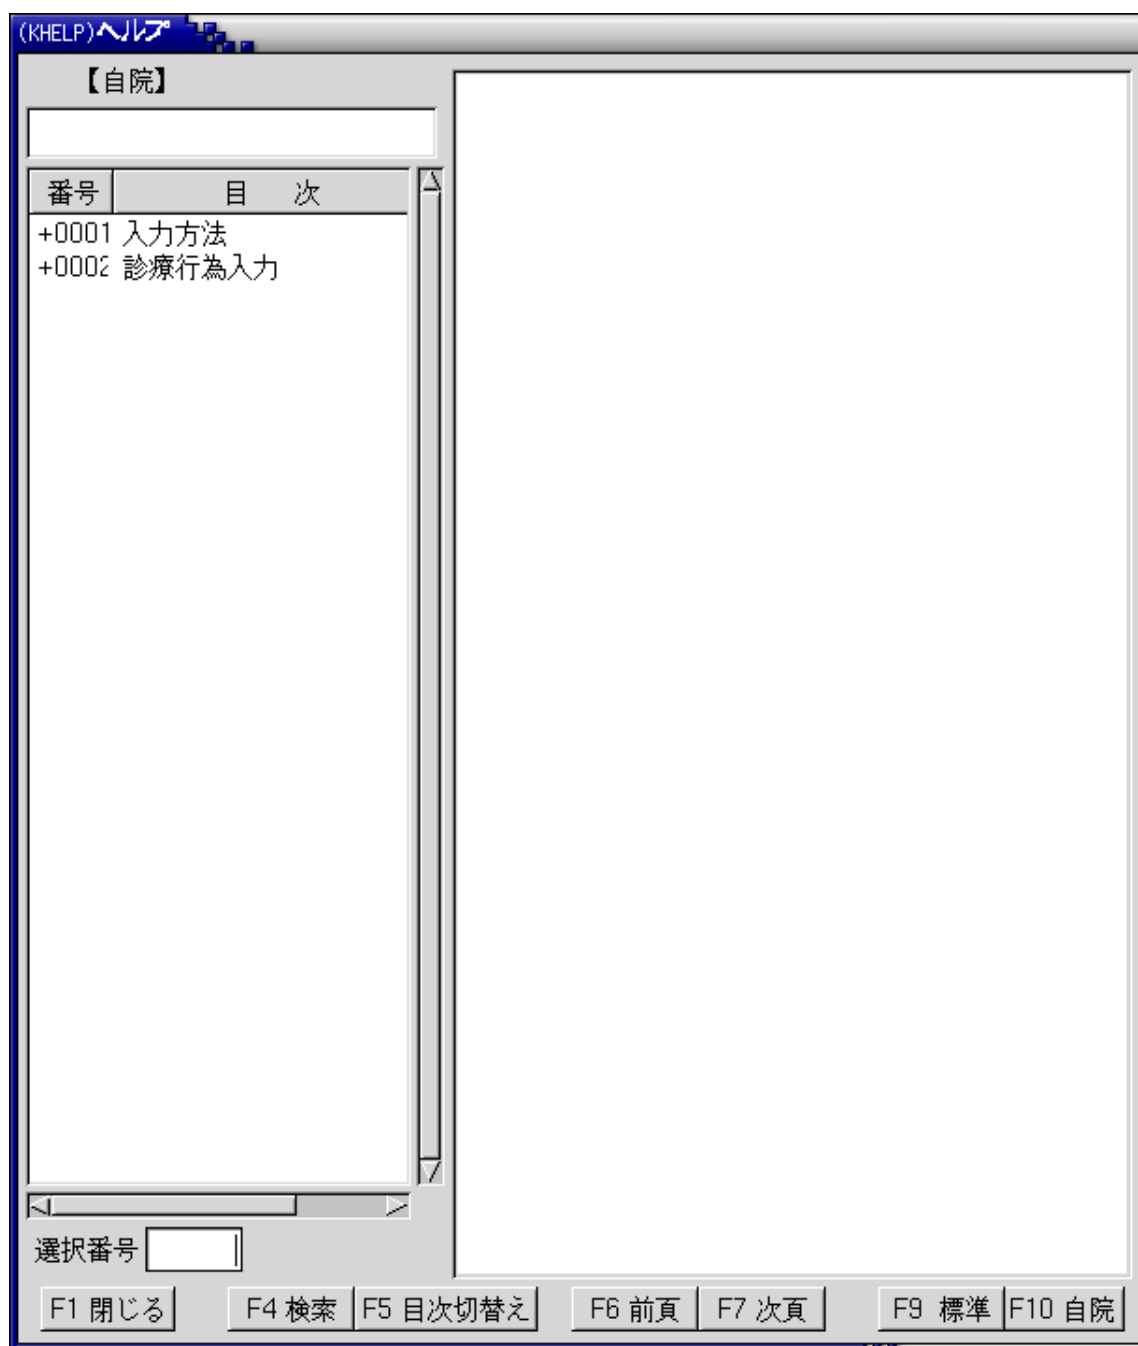 (KHELP)ヘルプ
【自院】
番号 目 次
+0001 入力方法
+0002 診療行為入力
選択番号
F1 閉じる F4 検索 F5 目次切替え F6 前頁 F7 次頁 F9 標準 F10 自院